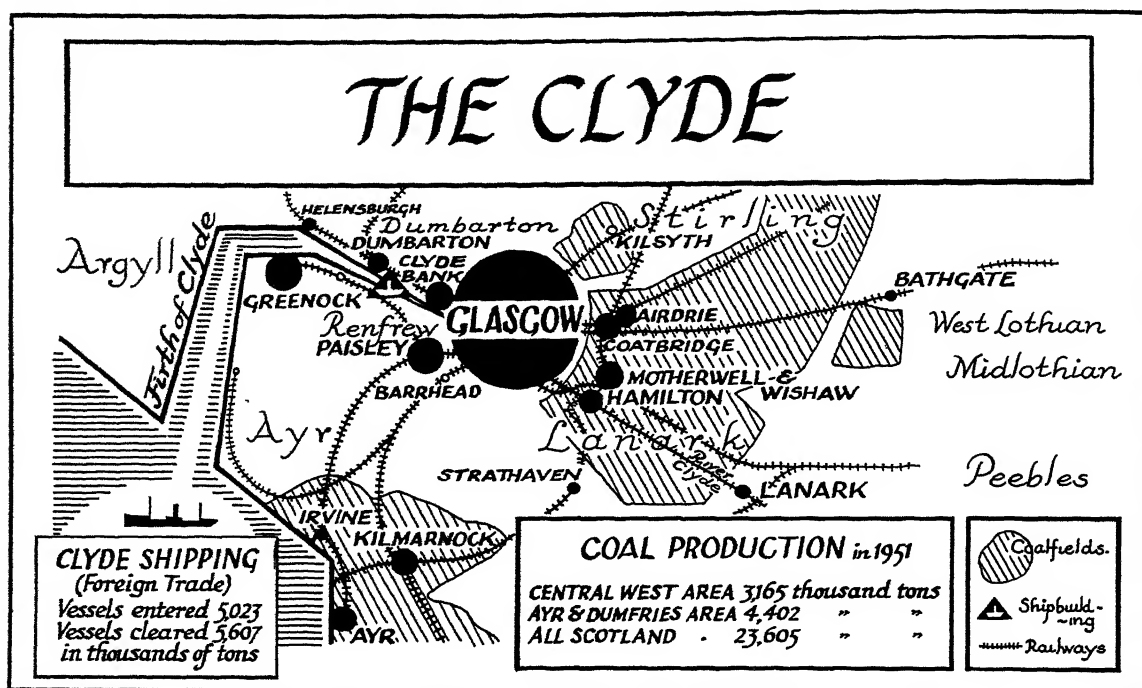 THE CLYDE
HELENSBURGH
Dumbarton
DUMBARTON
CLYDE
BANK
Stirling
KILSYTH
Argyll
Firth of Clyde
GREENOCK
Renfrew
PAISLEY
GLASGOW
AIRDRIE
COATBRIDGE
BATHGATE
West Lothian
Midlothian
BARRHEAD
MOTHERWELL-&
WISHAW
HAMILTON
Ayr
Lanark
STRATHAVEN
River
Clyde
LANARK
Peebles
IRVINE
KILMARNOCK
AYR
CLYDE SHIPPING
(Foreign Trade)
Vessels entered 5,023
Vessels cleared 5,607
in thousands of tons
COAL PRODUCTION in 1951
CENTRAL WEST AREA 3,165 thousand tons
AYR & DUMFRIES AREA 4,402 " "
ALL SCOTLAND . 23,605 " "
Coalfields.
Shipbuild-
~ing
Railways